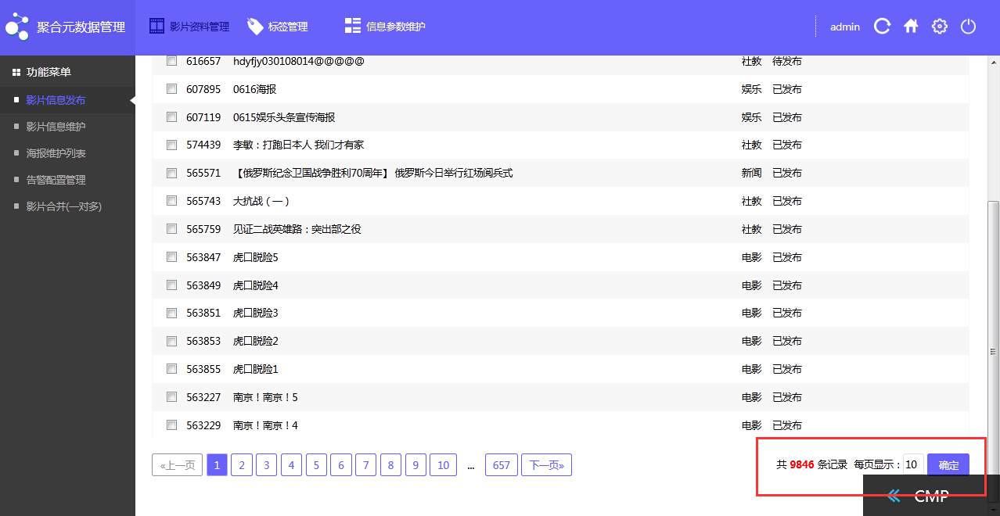 聚合元数据管理 影片资料管理 标签管理 信息参数维护 admin
功能菜单
影片信息发布
影片信息维护
海报维护列表
告警配置管理
影片合并(一对多)
616657 hdyfjy030108014@@@@@ 社教 待发布
607895 0616海报 娱乐 已发布
607119 0615娱乐头条宣传海报 娱乐 已发布
574439 李敏：打跑日本人 我们才有家 社教 已发布
565571 【俄罗斯纪念卫国战争胜利70周年】 俄罗斯今日举行红场阅兵式 新闻 已发布
565743 大抗战（一） 社教 已发布
565759 见证二战英雄路：突出部之役 社教 已发布
563847 虎口脱险5 电影 已发布
563849 虎口脱险4 电影 已发布
563851 虎口脱险3 电影 已发布
563853 虎口脱险2 电影 已发布
563855 虎口脱险1 电影 已发布
563227 南京！南京！5 电影 已发布
563229 南京！南京！4 电影 已发布
«上一页 1 2 3 4 5 6 7 8 9 10 ... 657 下一页» 共 9846 条记录 每页显示：10 确定
CMP